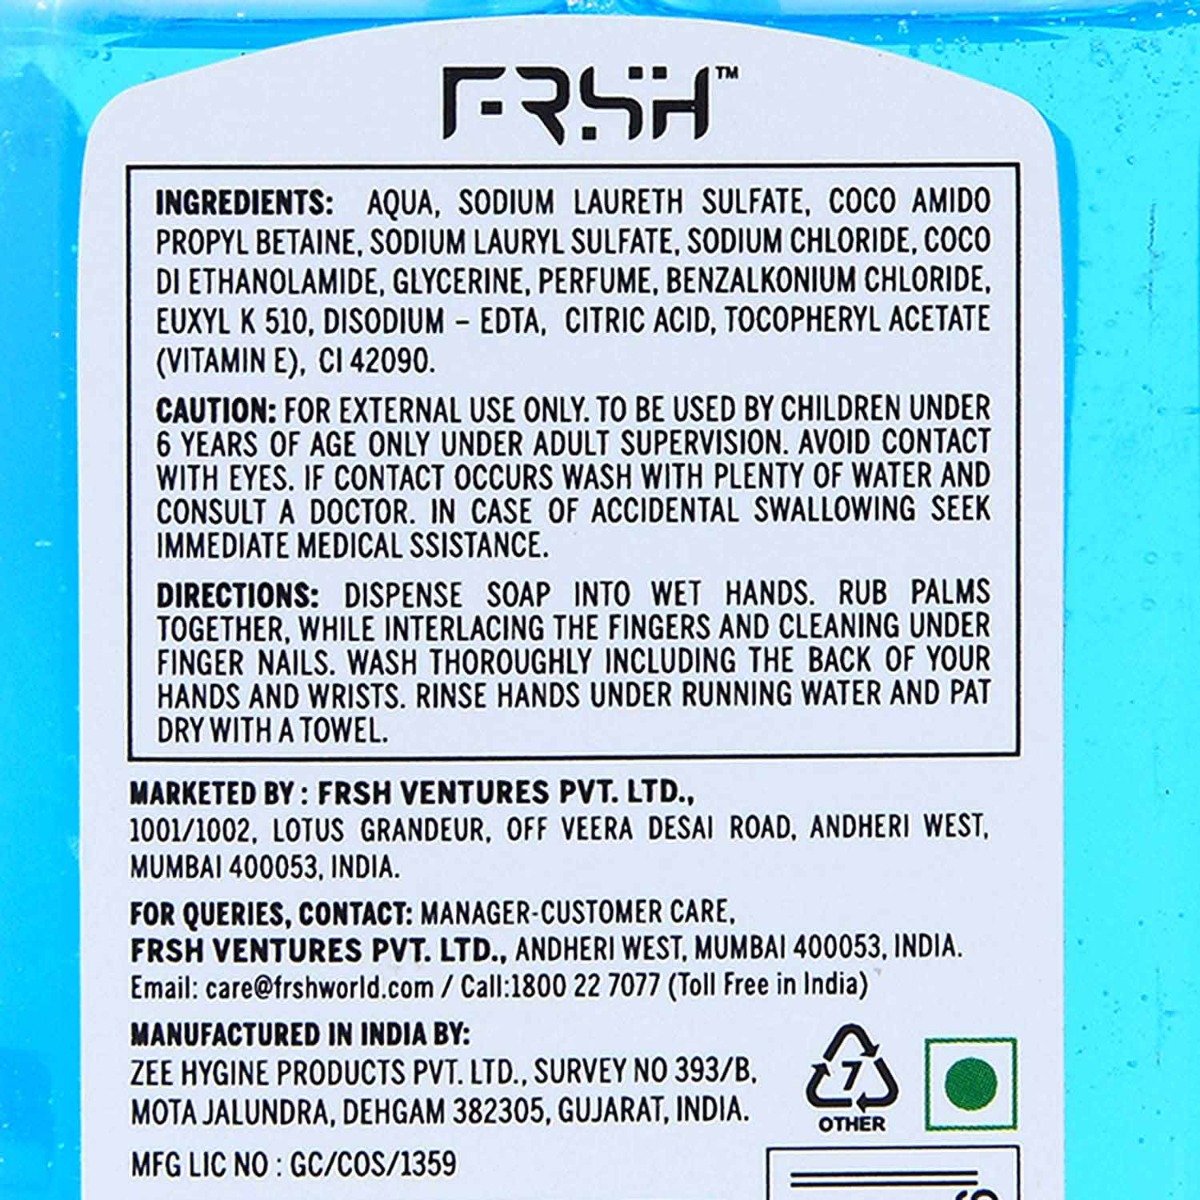 FRSH™
INGREDIENTS: AQUA, SODIUM LAURETH SULFATE, COCO AMIDO
PROPYL BETAINE, SODIUM LAURYL SULFATE, SODIUM CHLORIDE, COCO
DI ETHANOLAMIDE, GLYCERINE, PERFUME, BENZALKONIUM CHLORIDE,
EUXYL K 510, DISODIUM – EDTA, CITRIC ACID, TOCOPHERYL ACETATE
(VITAMIN E), CI 42090.
CAUTION: FOR EXTERNAL USE ONLY. TO BE USED BY CHILDREN UNDER
6 YEARS OF AGE ONLY UNDER ADULT SUPERVISION. AVOID CONTACT
WITH EYES. IF CONTACT OCCURS WASH WITH PLENTY OF WATER AND
CONSULT A DOCTOR. IN CASE OF ACCIDENTAL SWALLOWING SEEK
IMMEDIATE MEDICAL SSISTANCE.
DIRECTIONS: DISPENSE SOAP INTO WET HANDS. RUB PALMS
TOGETHER, WHILE INTERLACING THE FINGERS AND CLEANING UNDER
FINGER NAILS. WASH THOROUGHLY INCLUDING THE BACK OF YOUR
HANDS AND WRISTS. RINSE HANDS UNDER RUNNING WATER AND PAT
DRY WITH A TOWEL.
MARKETED BY : FRSH VENTURES PVT. LTD.,
1001/1002, LOTUS GRANDEUR, OFF VEERA DESAI ROAD, ANDHERI WEST,
MUMBAI 400053, INDIA.
FOR QUERIES, CONTACT: MANAGER-CUSTOMER CARE,
FRSH VENTURES PVT. LTD., ANDHERI WEST, MUMBAI 400053, INDIA.
Email: care@frshworld.com / Call:1800 22 7077 (Toll Free in India)
MANUFACTURED IN INDIA BY:
ZEE HYGINE PRODUCTS PVT. LTD., SURVEY NO 393/B,
MOTA JALUNDRA, DEHGAM 382305, GUJARAT, INDIA.
7
OTHER
MFG LIC NO : GC/COS/1359